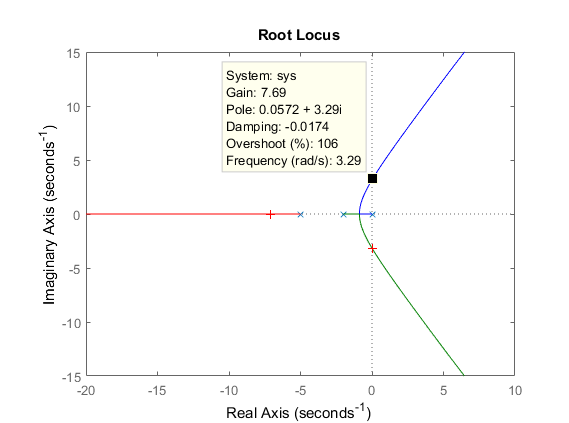 Root Locus
System: sys
Gain: 7.69
Pole: 0.0572 + 3.29i
Damping: -0.0174
Overshoot (%): 106
Frequency (rad/s): 3.29
15
10
5
0
-5
-10
-15
Imaginary Axis (seconds⁻¹)
-20 -15 -10 -5 0 5 10
Real Axis (seconds⁻¹)